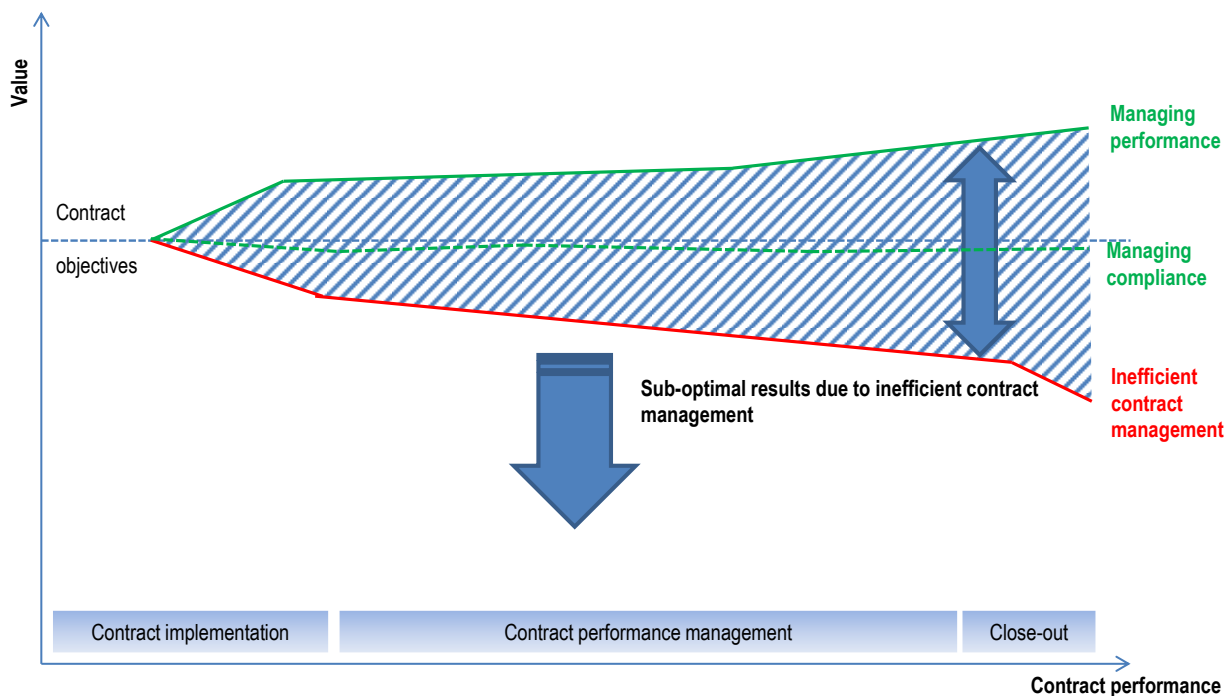 Value
Managing
performance
Contract
objectives
Managing
compliance
Inefficient
contract
management
Sub-optimal results due to inefficient contract
management
Contract implementation
Contract performance management
Close-out
Contract performance